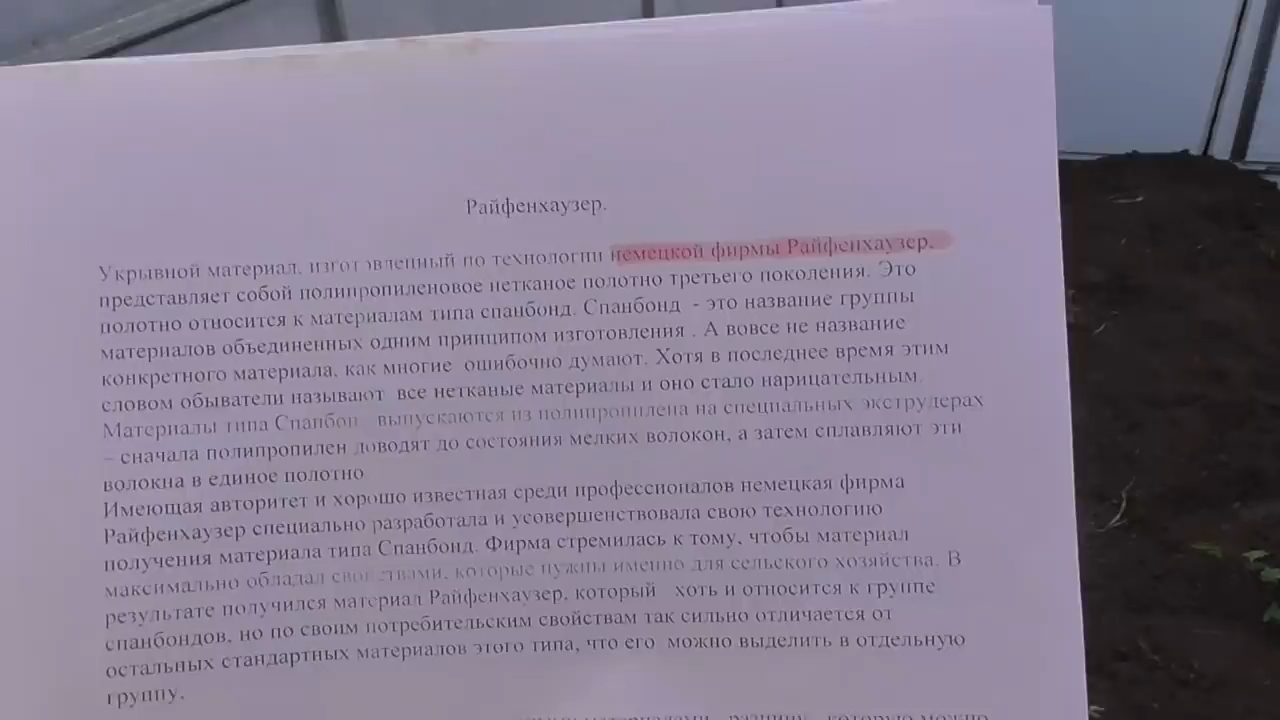 Райфенхаузер.
Укрывной материал, изготовленный по технологии немецкой фирмы Райфенхаузер,
представляет собой полипропиленовое нетканое полотно третьего поколения. Это
полотно относится к материалам типа спанбонд. Спанбонд - это название группы
материалов объединенных одним принципом изготовления . А вовсе не название
конкретного материала, как многие ошибочно думают. Хотя в последнее время этим
словом обыватели называют все нетканые материалы и оно стало нарицательным.
Материалы типа Спанбон выпускаются из полипропилена на специальных экструдерах
– сначала полипропилен доводят до состояния мелких волокон, а затем сплавляют эти
волокна в единое полотно
Имеющая авторитет и хорошо известная среди профессионалов немецкая фирма
Райфенхаузер специально разработала и усовершенствовала свою технологию
получения материала типа Спанбонд. Фирма стремилась к тому, чтобы материал
максимально обладал свойствами, которые нужны именно для сельского хозяйства. В
результате получился материал Райфенхаузер, который хоть и относится к группе
спанбондов, но по своим потребительским свойствам так сильно отличается от
остальных стандартных материалов этого типа, что его можно выделить в отдельную
группу.
материалами разницу которую можно